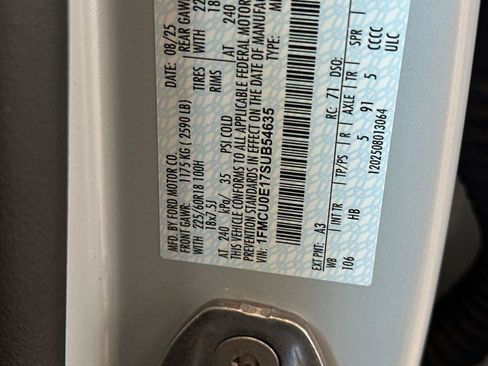 MFD. BY FORD MOTOR CO.
DATE: 08/25
FRONT GAWR: 1175 KG ( 2590 LB)
REAR GAWR
225/60R18 100H
TIRES
WITH
18x7.5J
RIMS
AT 240 kPa/ 35 PSI COLD
AT 240
THIS VEHICLE CONFORMS TO ALL APPLICABLE FEDERAL MOTOR
PREVENTION STANDARDS IN EFFECT ON THE DATE OF MANUFAC
VIN: 1FMCU0E17SUB54635
EXT PNT: A3 RC: 71 DSO:
WB INT TR TP/PS R AXLE TR SPR
106 HB 5 91 5 CCCC
1202508013064 ULC